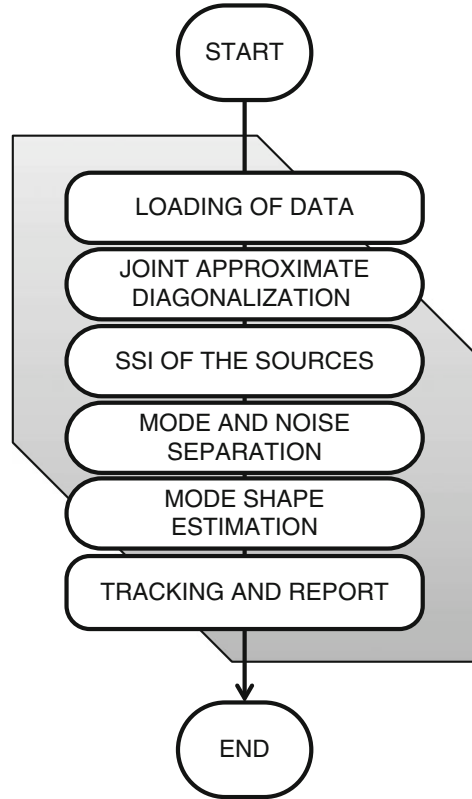 START
LOADING OF DATA
JOINT APPROXIMATE
DIAGONALIZATION
SSI OF THE SOURCES
MODE AND NOISE
SEPARATION
MODE SHAPE
ESTIMATION
TRACKING AND REPORT
END